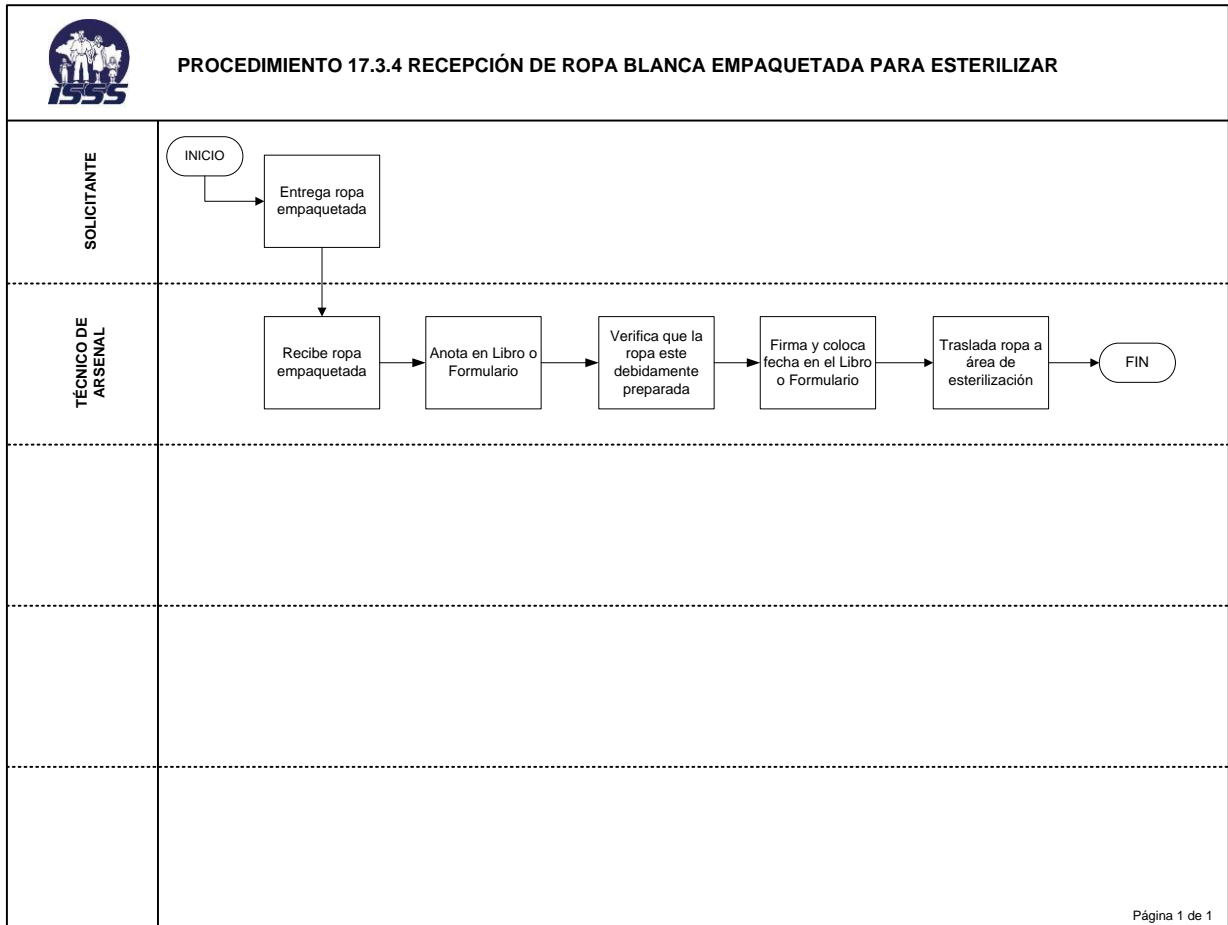 ISSS
PROCEDIMIENTO 17.3.4 RECEPCIÓN DE ROPA BLANCA EMPAQUETADA PARA ESTERILIZAR
SOLICITANTE
INICIO
Entrega ropa
empaquetada
TÉCNICO DE
ARSENAL
Recibe ropa
empaquetada
Anota en Libro o
Formulario
Verifica que la
ropa este
debidamente
preparada
Firma y coloca
fecha en el Libro
o Formulario
Traslada ropa a
área de
esterilización
FIN
Página 1 de 1